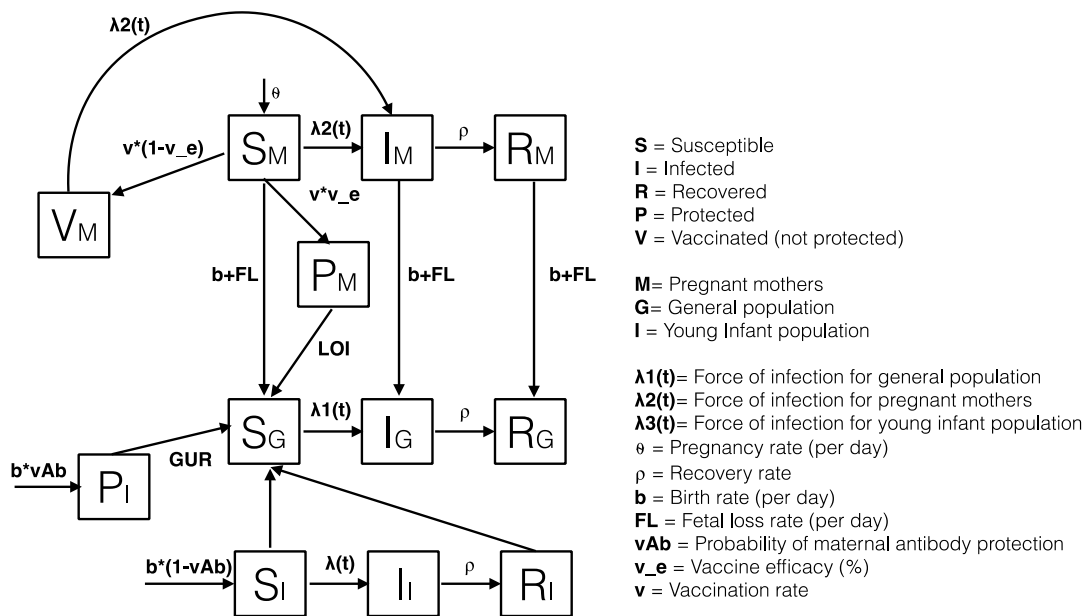 λ2(t)
θ
v*(1-v_e)
SM
λ2(t)
IM
ρ
RM
v*v_e
VM
PM
b+FL
b+FL
b+FL
LOI
SG
λ1(t)
IG
ρ
RG
GUR
b*vAb
PI
b*(1-vAb)
SI
λ(t)
II
ρ
RI
S = Susceptible
I = Infected
R = Recovered
P = Protected
V = Vaccinated (not protected)
M= Pregnant mothers
G= General population
I = Young Infant population
λ1(t)= Force of infection for general population
λ2(t)= Force of infection for pregnant mothers
λ3(t)= Force of infection for young infant population
θ = Pregnancy rate (per day)
ρ = Recovery rate
b = Birth rate (per day)
FL = Fetal loss rate (per day)
vAb = Probability of maternal antibody protection
v_e = Vaccine efficacy (%)
v = Vaccination rate